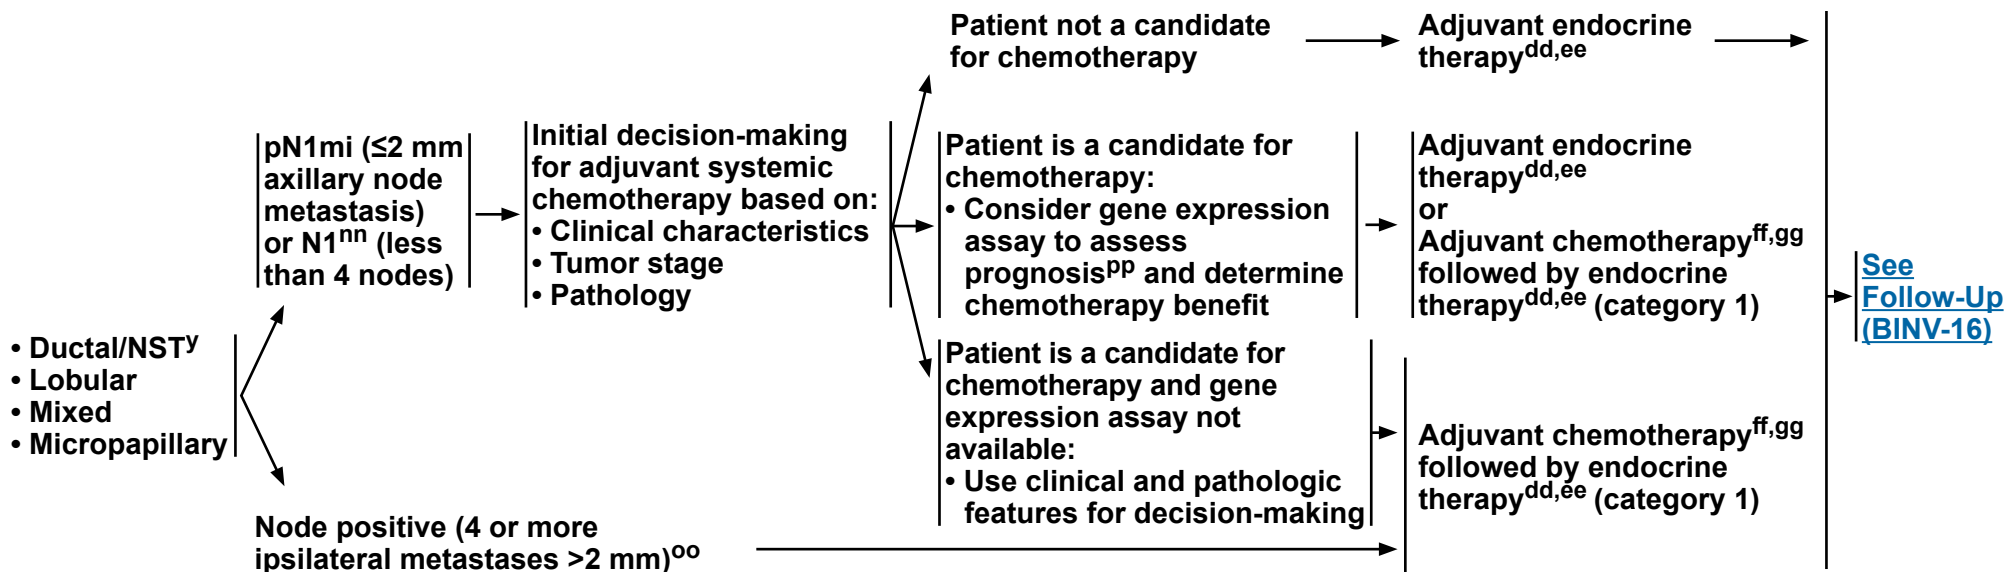 • Ductal/NSTy
• Lobular
• Mixed
• Micropapillary
pN1mi (≤2 mm
axillary node
metastasis)
or N1nn (less
than 4 nodes)
Node positive (4 or more
ipsilateral metastases >2 mm)oo
Initial decision-making
for adjuvant systemic
chemotherapy based on:
• Clinical characteristics
• Tumor stage
• Pathology
Patient not a candidate
for chemotherapy
Adjuvant endocrine
therapydd,ee
Patient is a candidate for
chemotherapy:
• Consider gene expression
assay to assess
prognosispp and determine
chemotherapy benefit
Adjuvant endocrine
therapydd,ee
or
Adjuvant chemotherapyff,gg
followed by endocrine
therapydd,ee (category 1)
Patient is a candidate for
chemotherapy and gene
expression assay not
available:
• Use clinical and pathologic
features for decision-making
Adjuvant chemotherapyff,gg
followed by endocrine
therapydd,ee (category 1)
See
Follow-Up
(BINV-16)